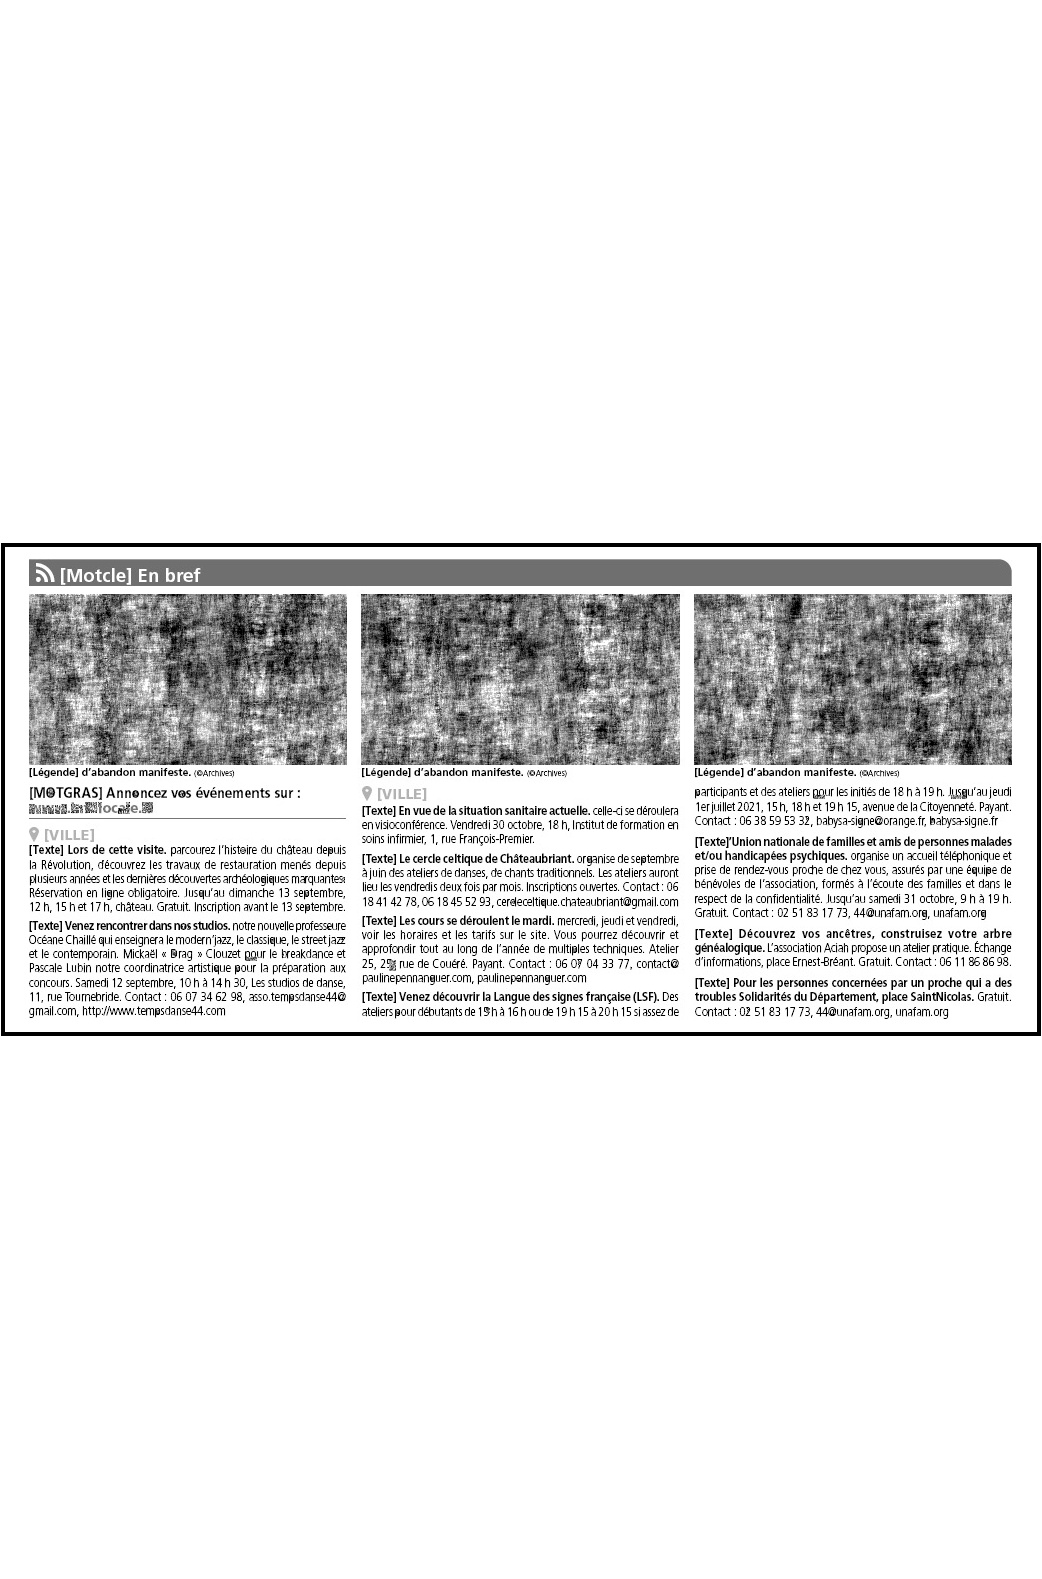 [Motcle] En bref
[Légende] d'abandon manifeste. (©Archives)
[MOTGRAS] Annoncez vos événements sur :
[VILLE]
[Texte] Lors de cette visite. parcourez l'histoire du château depuis
la Révolution, découvrez les travaux de restauration menés depuis
plusieurs années et les dernières découvertes archéologiques marquantes.
Réservation en ligne obligatoire. Jusqu'au dimanche 13 septembre,
12 h, 15 h et 17 h, château. Gratuit. Inscription avant le 13 septembre.
[Texte] Venez rencontrer dans nos studios. notre nouvelle professeure
Océane Chaillé qui enseignera le modern'jazz, le classique, le street jazz
et le contemporain. Mickaël « Brag » Clouzet pour le breakdance et
Pascale Lubin notre coordinatrice artistique pour la préparation aux
concours. Samedi 12 septembre, 10 h à 14 h 30, Les studios de danse,
11, rue Tournebride. Contact : 06 07 34 62 98, asso.tempsdanse44@
gmail.com, http://www.tempsdanse44.com
[Légende] d'abandon manifeste. (©Archives)
[VILLE]
[Texte] En vue de la situation sanitaire actuelle. celle-ci se déroulera
en visioconférence. Vendredi 30 octobre, 18 h, Institut de formation en
soins infirmier, 1, rue François-Premier.
[Texte] Le cercle celtique de Châteaubriant. organise de septembre
à juin des ateliers de danses, de chants traditionnels. Les ateliers auront
lieu les vendredis deux fois par mois. Inscriptions ouvertes. Contact : 06
18 41 42 78, 06 18 45 52 93, cercleceltique.chateaubriant@gmail.com
[Texte] Les cours se déroulent le mardi. mercredi, jeudi et vendredi,
voir les horaires et les tarifs sur le site. Vous pourrez découvrir et
approfondir tout au long de l'année de multiples techniques. Atelier
25, rue de Couéré. Payant. Contact : 06 07 04 33 77, contact@
paulinepennanguer.com, paulinepennanguer.com
[Texte] Venez découvrir la Langue des signes française (LSF). Des
ateliers pour débutants de 15 h à 16 h ou de 19 h 15 à 20 h 15 si assez de
[Légende] d'abandon manifeste. (©Archives)
participants et des ateliers pour les initiés de 18 h à 19 h. Jusqu'au jeudi
1er juillet 2021, 15 h, 18 h et 19 h 15, avenue de la Citoyenneté. Payant.
Contact : 06 38 59 53 32, babysa-signe@orange.fr, babysa-signe.fr
[Texte]'Union nationale de familles et amis de personnes malades
et/ou handicapées psychiques. organise un accueil téléphonique et
prise de rendez-vous proche de chez vous, assurés par une équipe de
bénévoles de l'association, formés à l'écoute des familles et dans le
respect de la confidentialité. Jusqu'au samedi 31 octobre, 9 h à 19 h.
Gratuit. Contact : 02 51 83 17 73, 44@unafam.org, unafam.org
[Texte] Découvrez vos ancêtres, construisez votre arbre
généalogique. L'association Aciah propose un atelier pratique. Échange
d'informations, place Ernest-Bréant. Gratuit. Contact : 06 11 86 86 98.
[Texte] Pour les personnes concernées par un proche qui a des
troubles Solidarités du Département, place SaintNicolas. Gratuit.
Contact : 02 51 83 17 73, 44@unafam.org, unafam.org